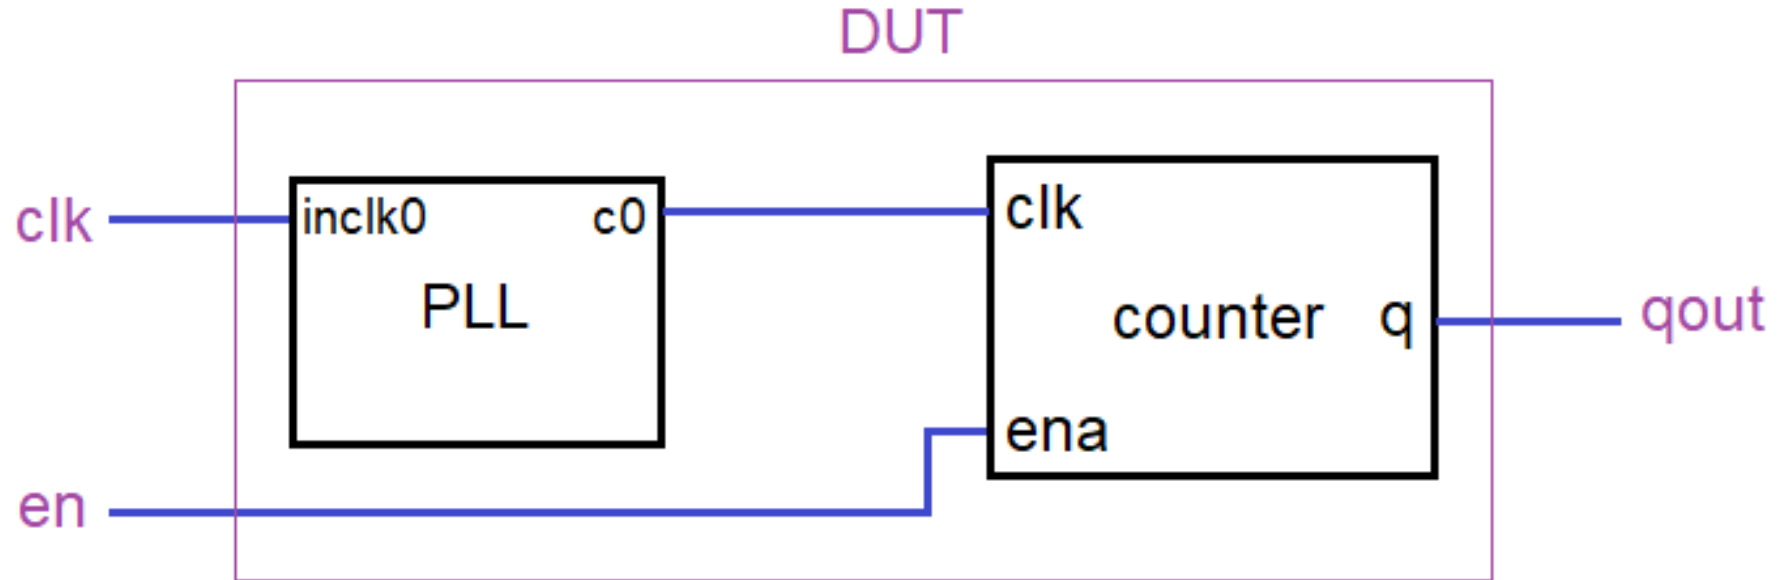 DUT
clk
inclk0
c0
PLL
clk
counter
q
ena
qout
en